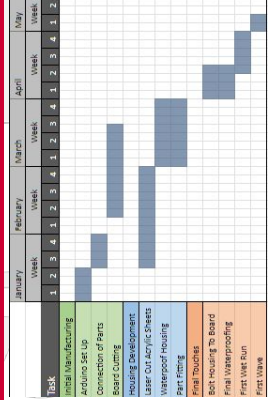 January February March April May
Week Week Week Week Week
Task 1 2 3 4 1 2 3 4 1 2 3 4 1 2 3 4 1 2
Initial Manufacturing
Arduino Set Up
Connection of Parts
Board Cutting
Housing Development
Laser Cut Acrylic Sheets
Waterproof Housing
Part Fitting
Final Touches
Bolt Housing To Board
Final Waterproofing
First Wet Run
First Wave